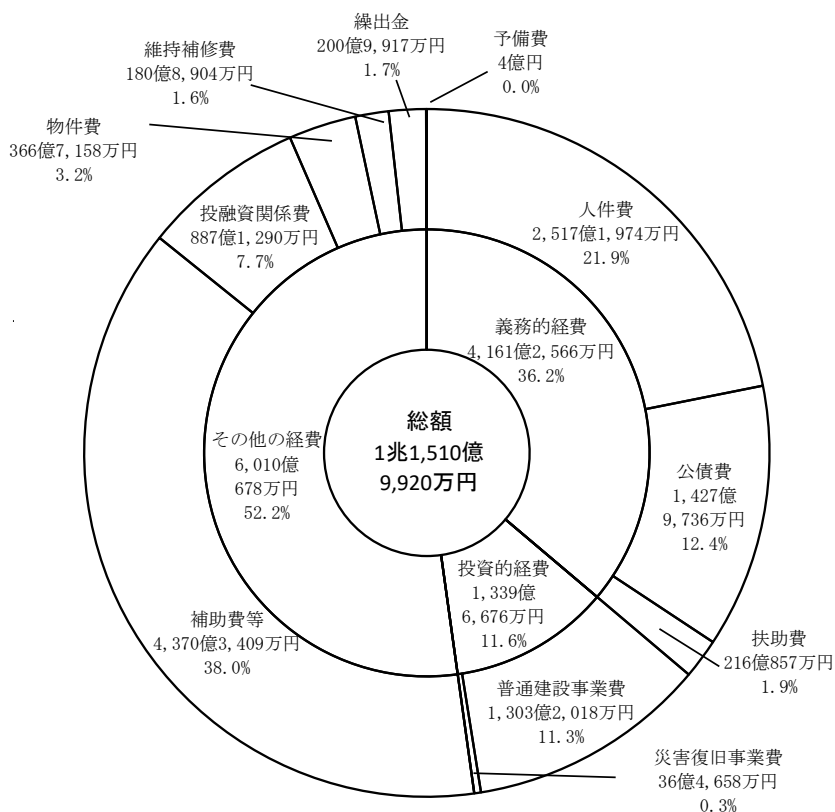 繰出金
200億9,917万円
1.7%
予備費
4億円
0.0%
維持補修費
180億8,904万円
1.6%
物件費
366億7,158万円
3.2%
投融資関係費
887億1,290万円
7.7%
人件費
2,517億1,974万円
21.9%
義務的経費
4,161億2,566万円
36.2%
総額
1兆1,510億
9,920万円
その他の経費
6,010億
678万円
52.2%
公債費
1,427億
9,736万円
12.4%
投資的経費
1,339億
6,676万円
11.6%
補助費等
4,370億3,409万円
38.0%
扶助費
216億857万円
1.9%
普通建設事業費
1,303億2,018万円
11.3%
災害復旧事業費
36億4,658万円
0.3%